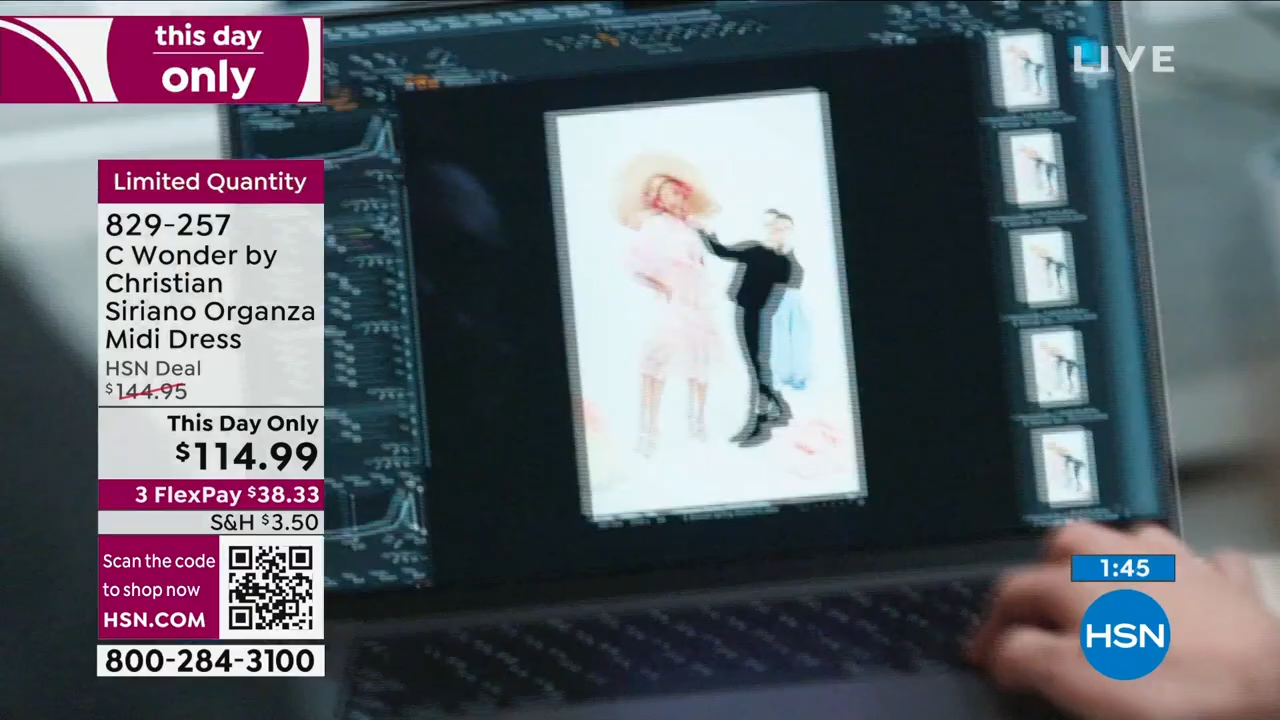 this day
only
LIVE
Limited Quantity
829-257
C Wonder by
Christian
Siriano Organza
Midi Dress
HSN Deal
$144.95
This Day Only
$114.99
3 FlexPay $38.33
S&H $3.50
Scan the code
to shop now
HSN.COM
800-284-3100
1:45
HSN